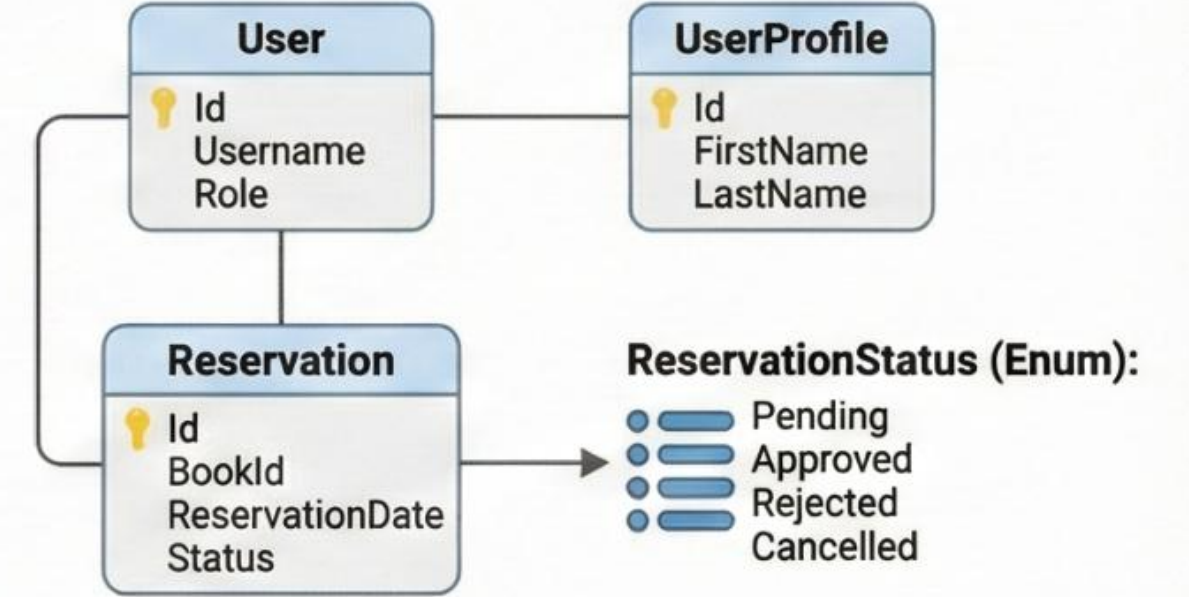 User
Id
Username
Role
UserProfile
Id
FirstName
LastName
Reservation
Id
BookId
ReservationDate
Status
ReservationStatus (Enum):
Pending
Approved
Rejected
Cancelled